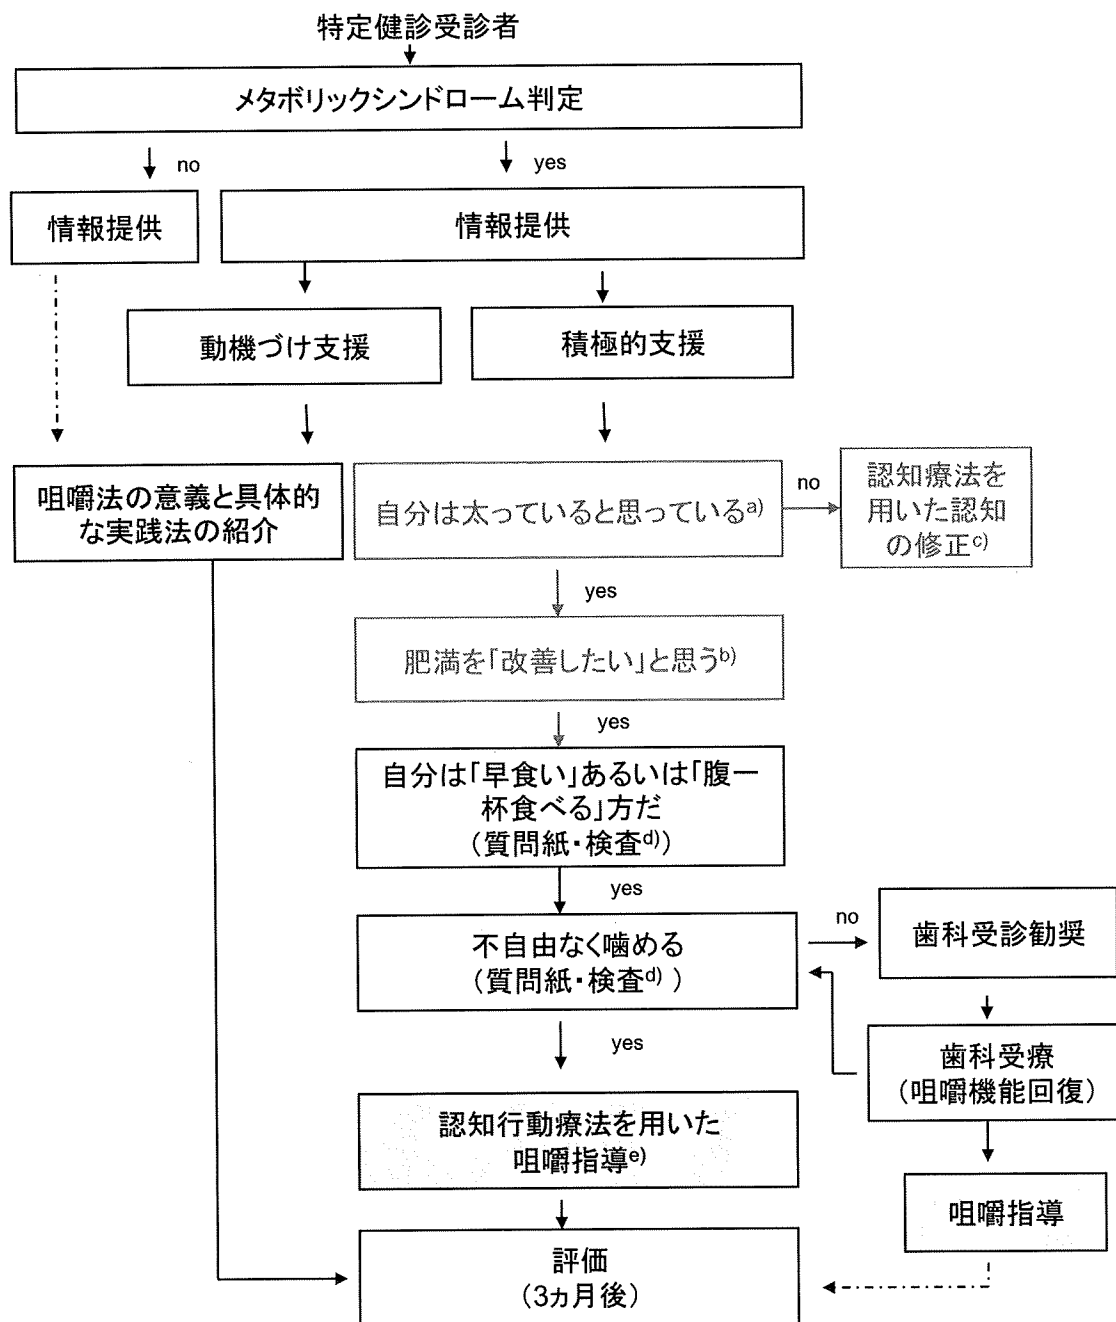 特定健診受診者
メタボリックシンドローム判定
no
yes
情報提供
情報提供
動機づけ支援
積極的支援
咀嚼法の意義と具体的
な実践法の紹介
自分は太っていると思っているa)
no
認知療法を
用いた認知
の修正c)
yes
肥満を「改善したい」と思うb)
yes
自分は「早食い」あるいは「腹一
杯食べる」方だ
(質問紙・検査d))
yes
不自由なく噛める
(質問紙・検査d) )
no
歯科受診勧奨
yes
歯科受療
(咀嚼機能回復)
認知行動療法を用いた
咀嚼指導e)
咀嚼指導
評価
(3ヵ月後)